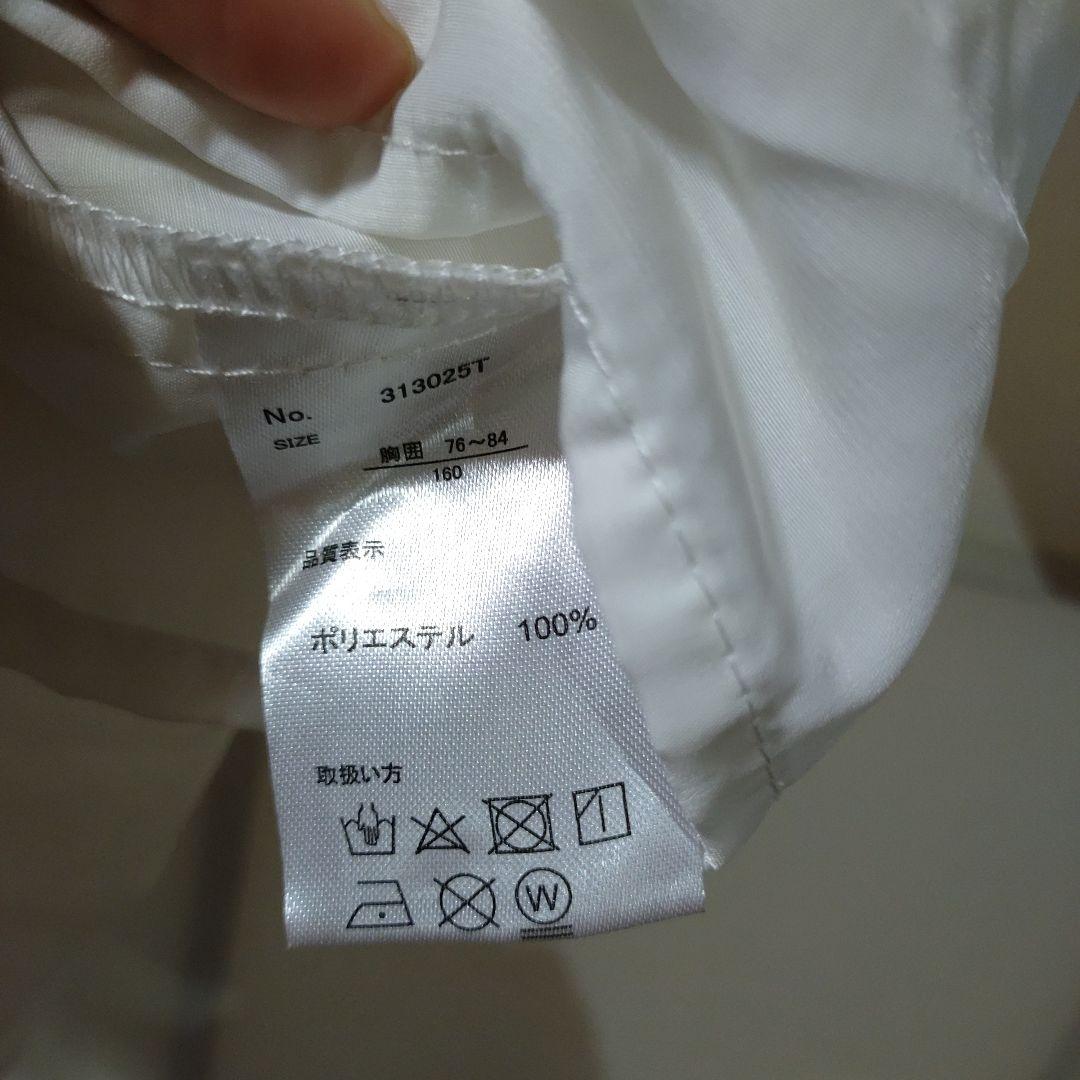 No. 313025T
SIZE 胸囲 76～84
160
品質表示
ポリエステル 100%
取扱い方
W